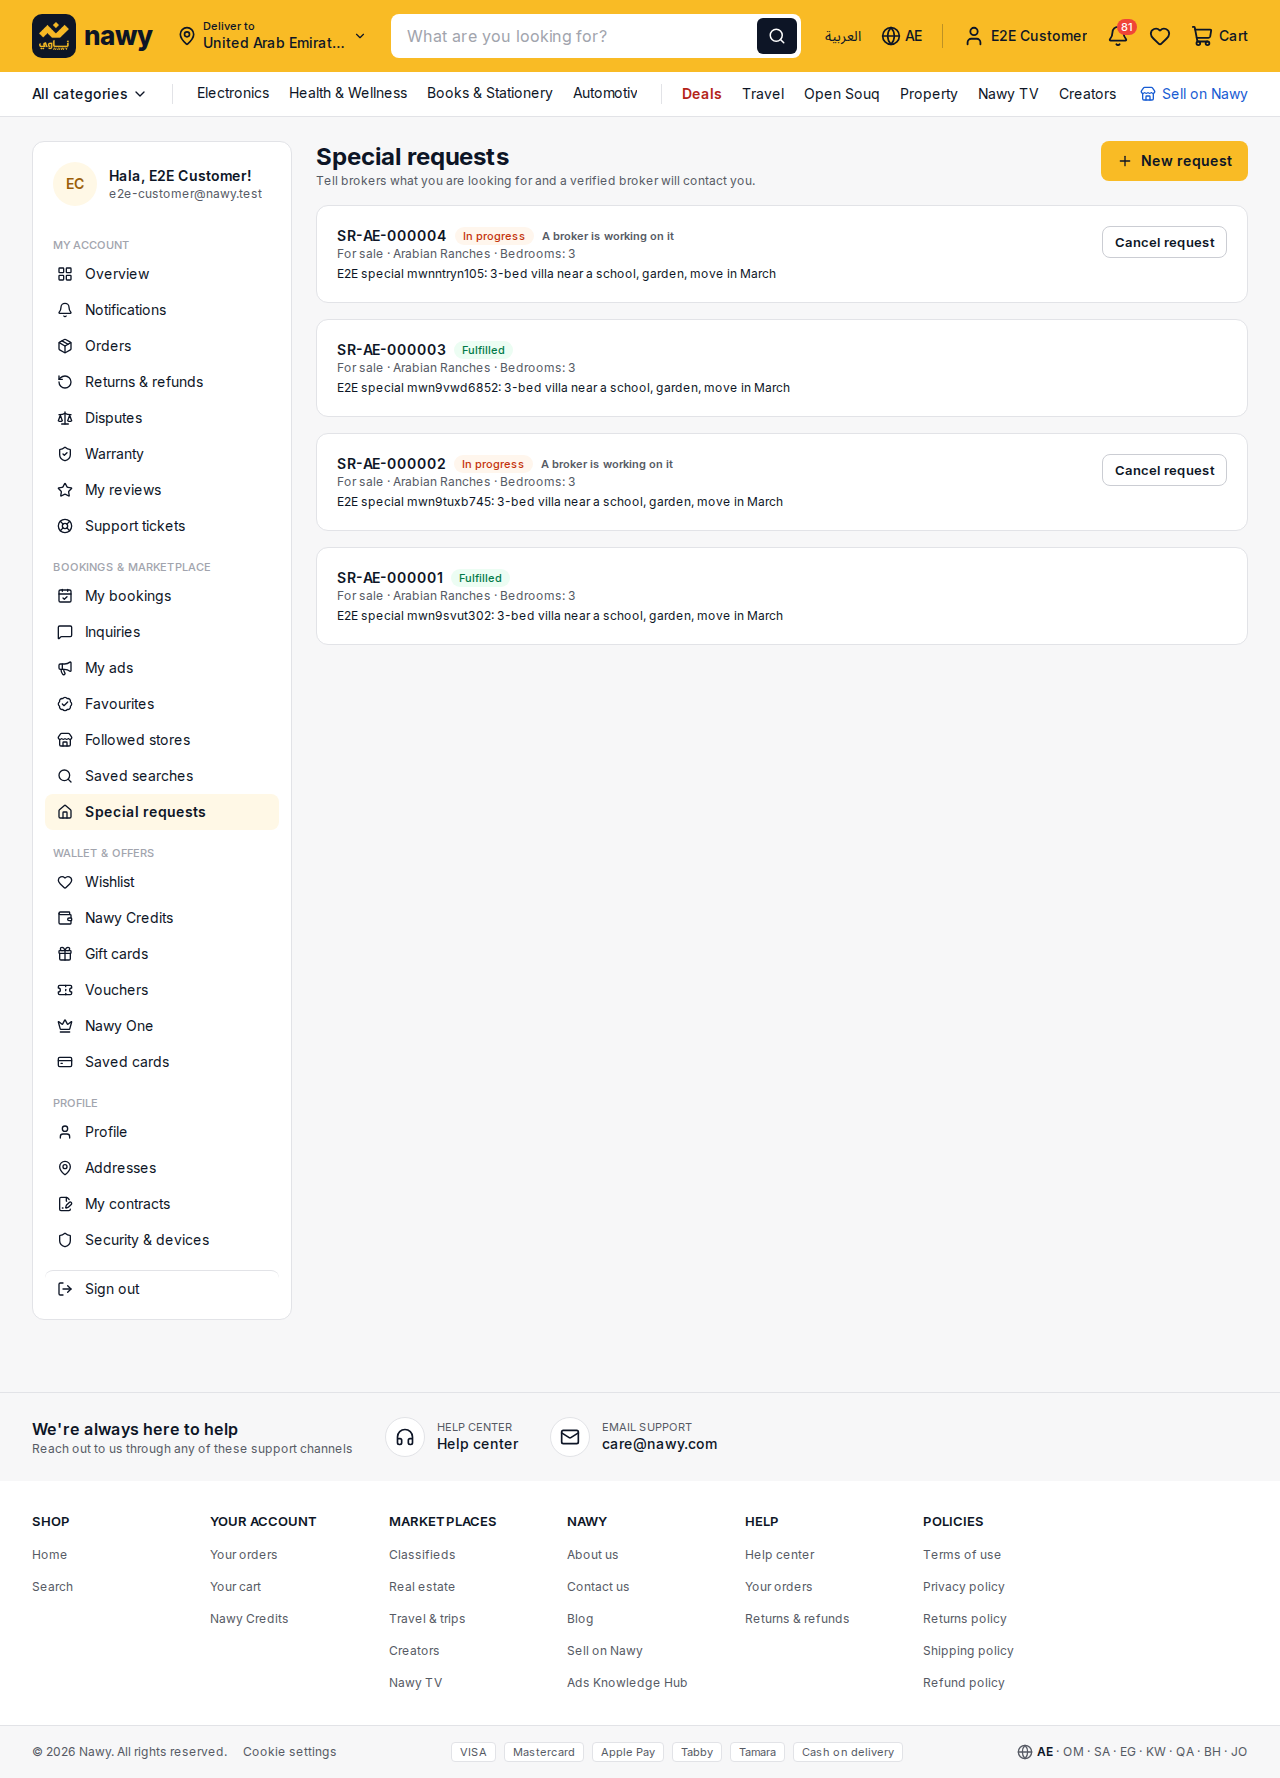 ناوي
NAWY
nawy
Deliver to
United Arab Emirat...
What are you looking for?
العربية
AE
E2E Customer
81
Cart
All categories
Electronics
Health & Wellness
Books & Stationery
Automotiv
Deals
Travel
Open Souq
Property
Nawy TV
Creators
Sell on Nawy
EC
Hala, E2E Customer!
e2e-customer@nawy.test
MY ACCOUNT
Overview
Notifications
Orders
Returns & refunds
Disputes
Warranty
My reviews
Support tickets
BOOKINGS & MARKETPLACE
My bookings
Inquiries
My ads
Favourites
Followed stores
Saved searches
Special requests
WALLET & OFFERS
Wishlist
Nawy Credits
Gift cards
Vouchers
Nawy One
Saved cards
PROFILE
Profile
Addresses
My contracts
Security & devices
Sign out
Special requests
Tell brokers what you are looking for and a verified broker will contact you.
New request
SR-AE-000004 In progress A broker is working on it
For sale · Arabian Ranches · Bedrooms: 3
E2E special mwnntryn105: 3-bed villa near a school, garden, move in March
Cancel request
SR-AE-000003 Fulfilled
For sale · Arabian Ranches · Bedrooms: 3
E2E special mwn9vwd6852: 3-bed villa near a school, garden, move in March
SR-AE-000002 In progress A broker is working on it
For sale · Arabian Ranches · Bedrooms: 3
E2E special mwn9tuxb745: 3-bed villa near a school, garden, move in March
Cancel request
SR-AE-000001 Fulfilled
For sale · Arabian Ranches · Bedrooms: 3
E2E special mwn9svut302: 3-bed villa near a school, garden, move in March
We're always here to help
Reach out to us through any of these support channels
HELP CENTER
Help center
EMAIL SUPPORT
care@nawy.com
SHOP
Home
Search
YOUR ACCOUNT
Your orders
Your cart
Nawy Credits
MARKETPLACES
Classifieds
Real estate
Travel & trips
Creators
Nawy TV
NAWY
About us
Contact us
Blog
Sell on Nawy
Ads Knowledge Hub
HELP
Help center
Your orders
Returns & refunds
POLICIES
Terms of use
Privacy policy
Returns policy
Shipping policy
Refund policy
© 2026 Nawy. All rights reserved.
Cookie settings
VISA
Mastercard
Apple Pay
Tabby
Tamara
Cash on delivery
AE · OM · SA · EG · KW · QA · BH · JO